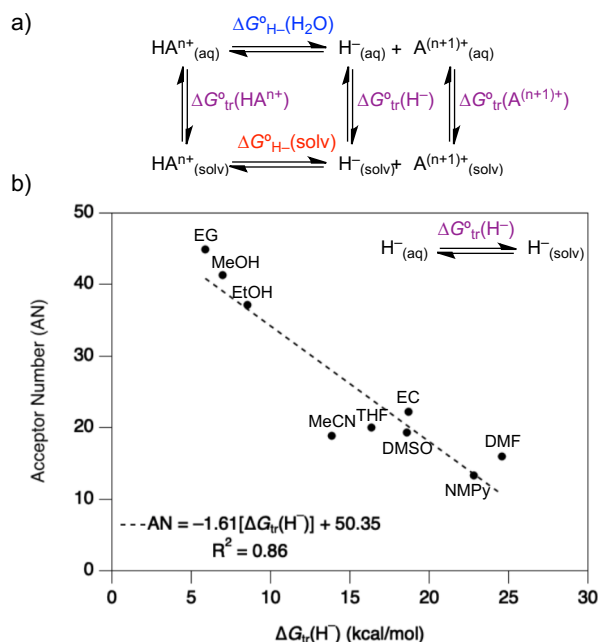 a)
ΔG°H–(H2O)
HAn+(aq) H–(aq) + A(n+1)+(aq)
ΔG°tr(HAn+) ΔG°tr(H–) ΔG°tr(A(n+1)+)
ΔG°H–(solv)
HAn+(solv) H–(solv) + A(n+1)+(solv)
b)
50
40
30
20
10
0
Acceptor Number (AN)
EG
MeOH
EtOH
ΔG°tr(H–)
H–(aq) H–(solv)
EC
MeCN
THF
DMSO
DMF
NMPy
AN = –1.61[ΔGtr(H–)] + 50.35
R2 = 0.86
0 5 10 15 20 25 30
ΔGtr(H–) (kcal/mol)